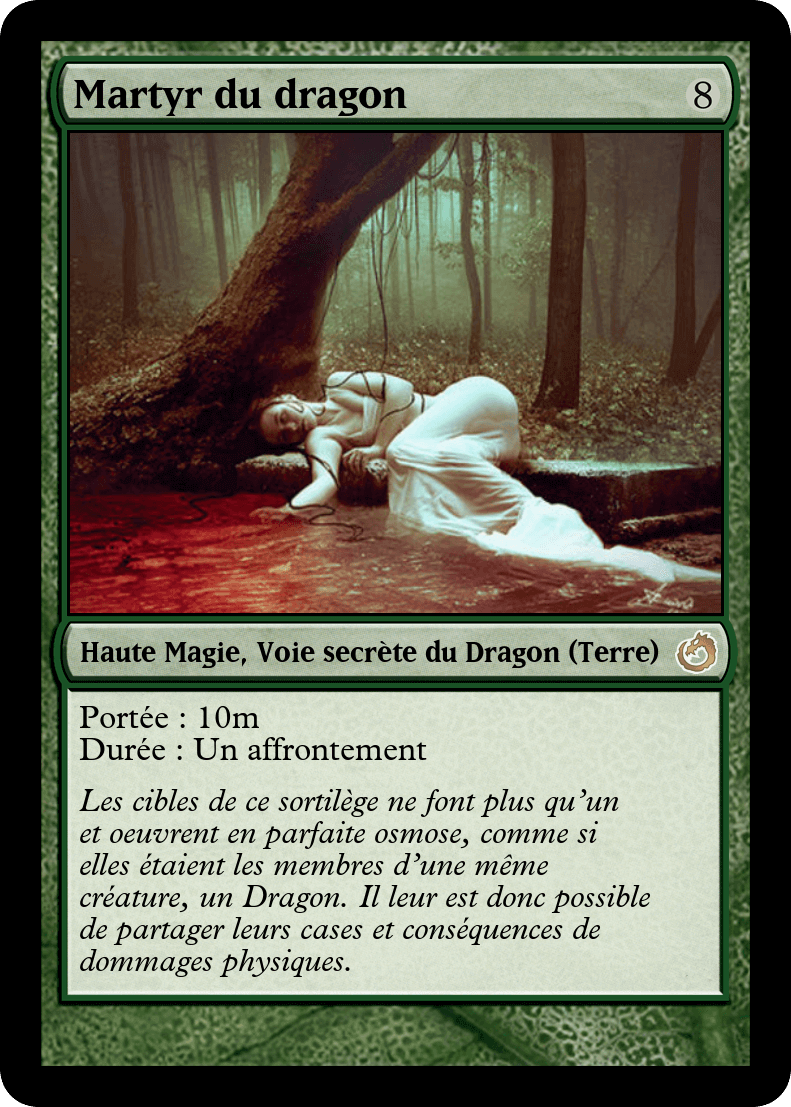 Martyr du dragon 8
Haute Magie, Voie secrète du Dragon (Terre)
Portée : 10m
Durée : Un affrontement
Les cibles de ce sortilège ne font plus qu’un
et oeuvrent en parfaite osmose, comme si
elles étaient les membres d’une même
créature, un Dragon. Il leur est donc possible
de partager leurs cases et conséquences de
dommages physiques.